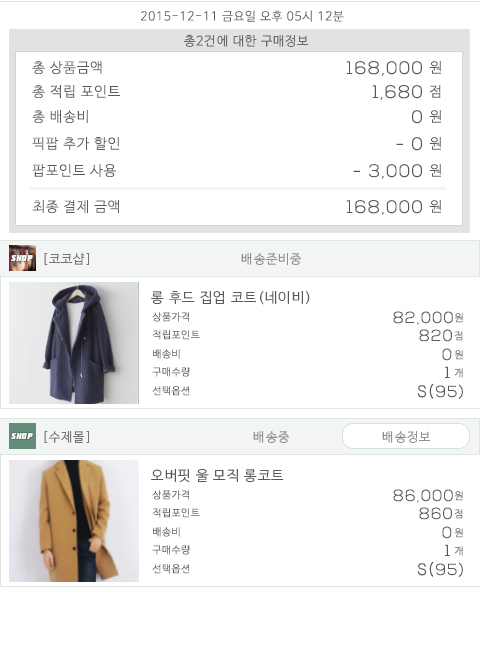 2015-12-11 금요일 오후 05시 12분
총2건에 대한 구매정보
총 상품금액 168,000 원
총 적립 포인트 1,680 점
총 배송비 0 원
픽팝 추가 할인 - 0 원
팝포인트 사용 - 3,000 원
최종 결제 금액 168,000 원
SHOP [코코샵] 배송준비중
롱 후드 집업 코트(네이비)
상품가격 82,000원
적립포인트 820점
배송비 0원
구매수량 1개
선택옵션 S(95)
SHOP [수제몰] 배송중 배송정보
오버핏 울 모직 롱코트
상품가격 86,000원
적립포인트 860점
배송비 0원
구매수량 1개
선택옵션 S(95)